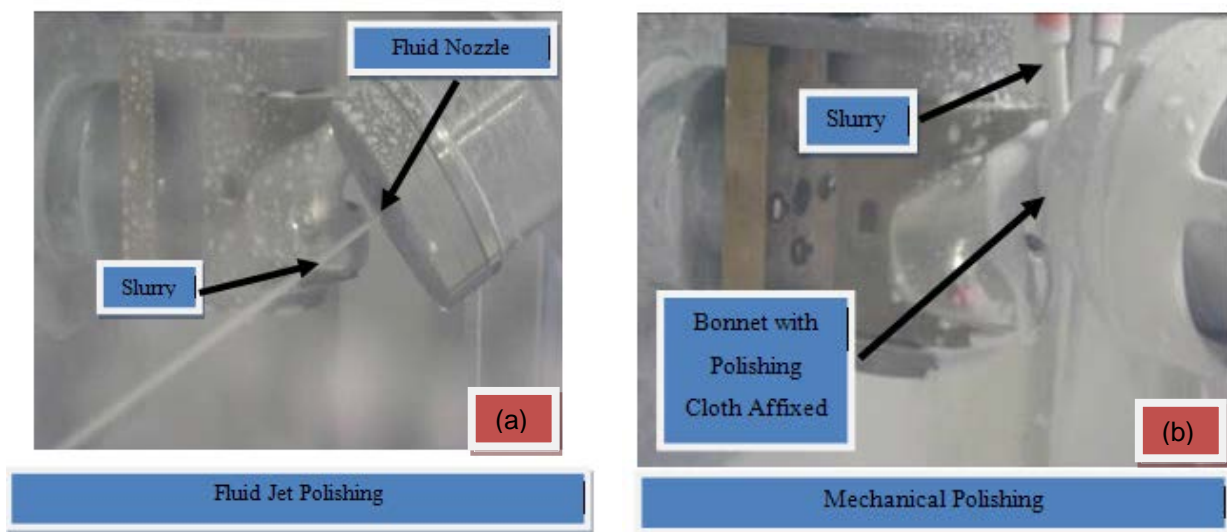 Fluid Nozzle
Slurry
(a)
Fluid Jet Polishing
Slurry
Bonnet with
Polishing
Cloth Affixed
(b)
Mechanical Polishing